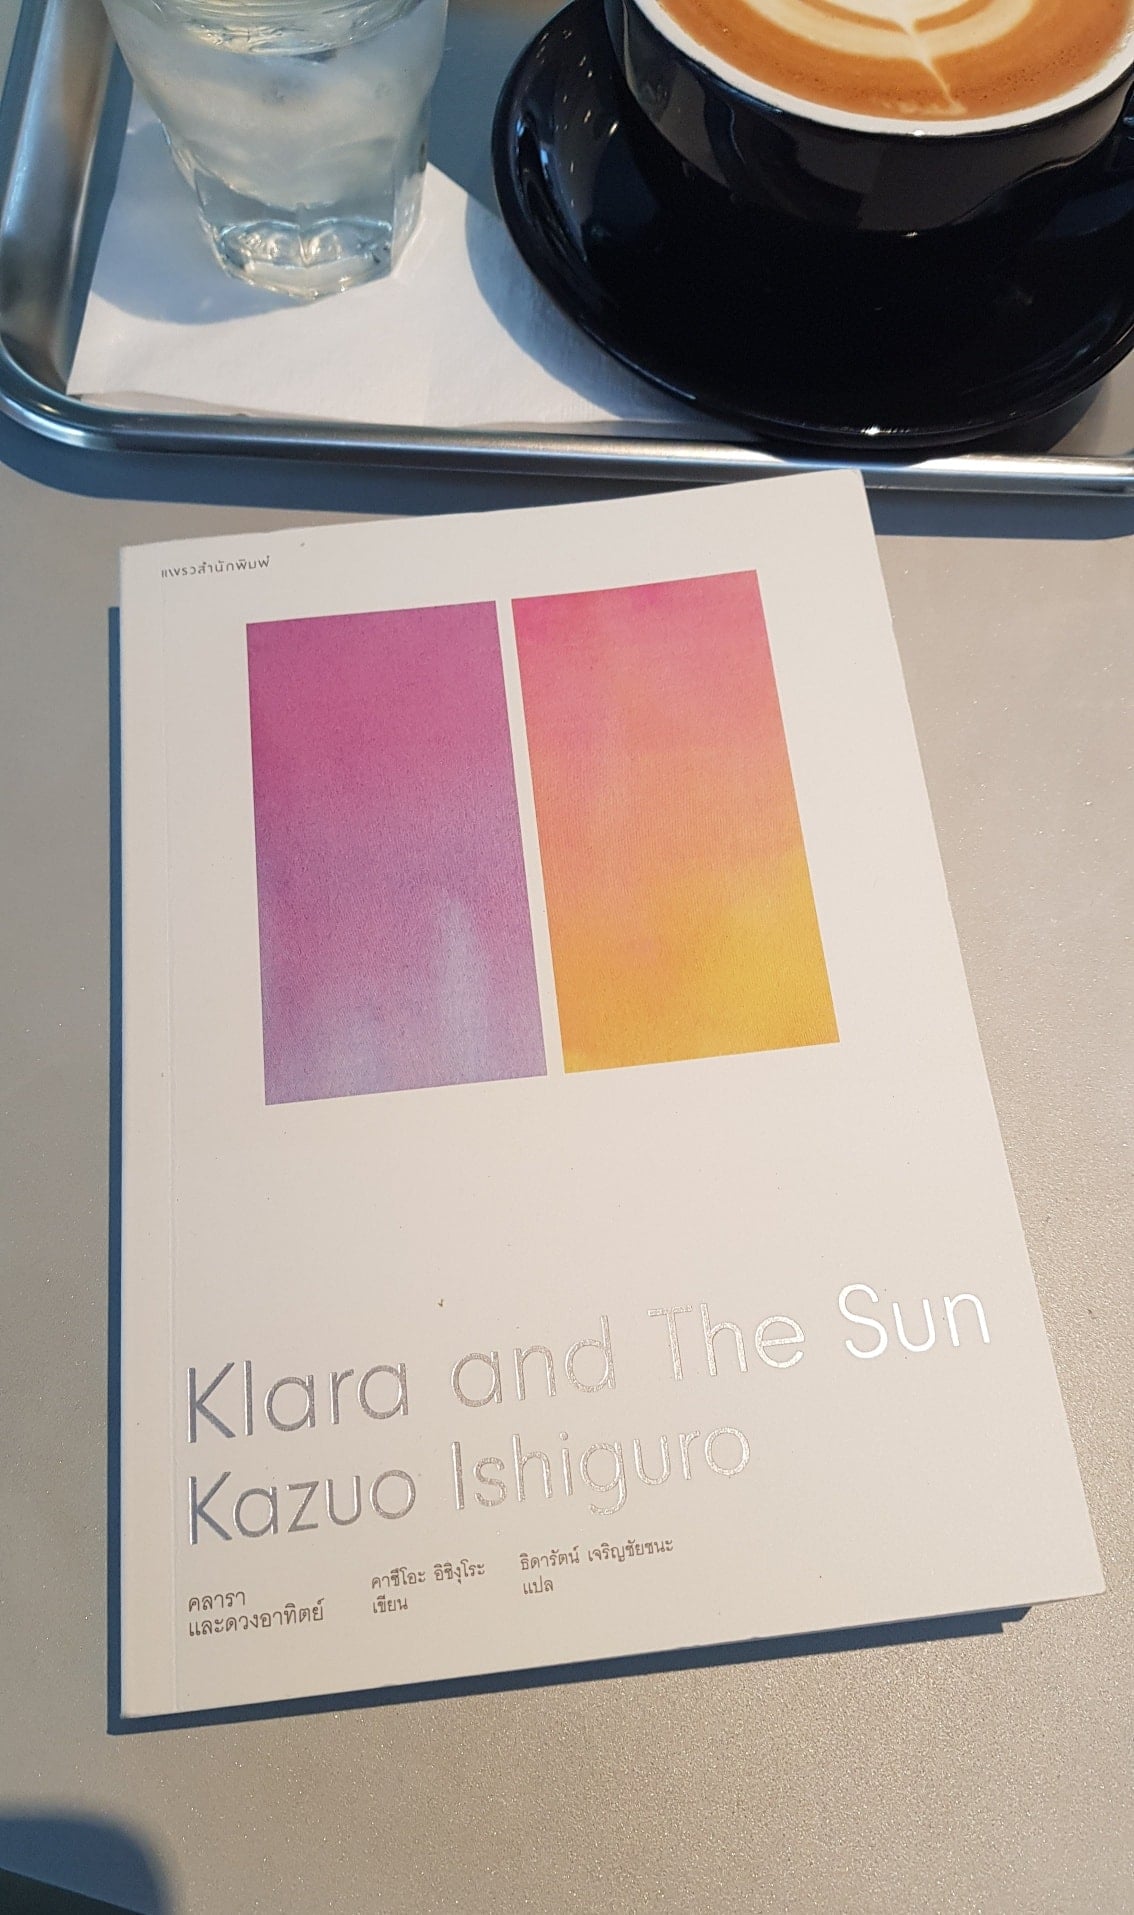 แพรวสำนักพิมพ์
Klara and The Sun
Kazuo Ishiguro
คลารา
และดวงอาทิตย์
คาซึโอะ อิชิงุโระ
เขียน
ธิดารัตน์ เจริญชัยชนะ
แปล